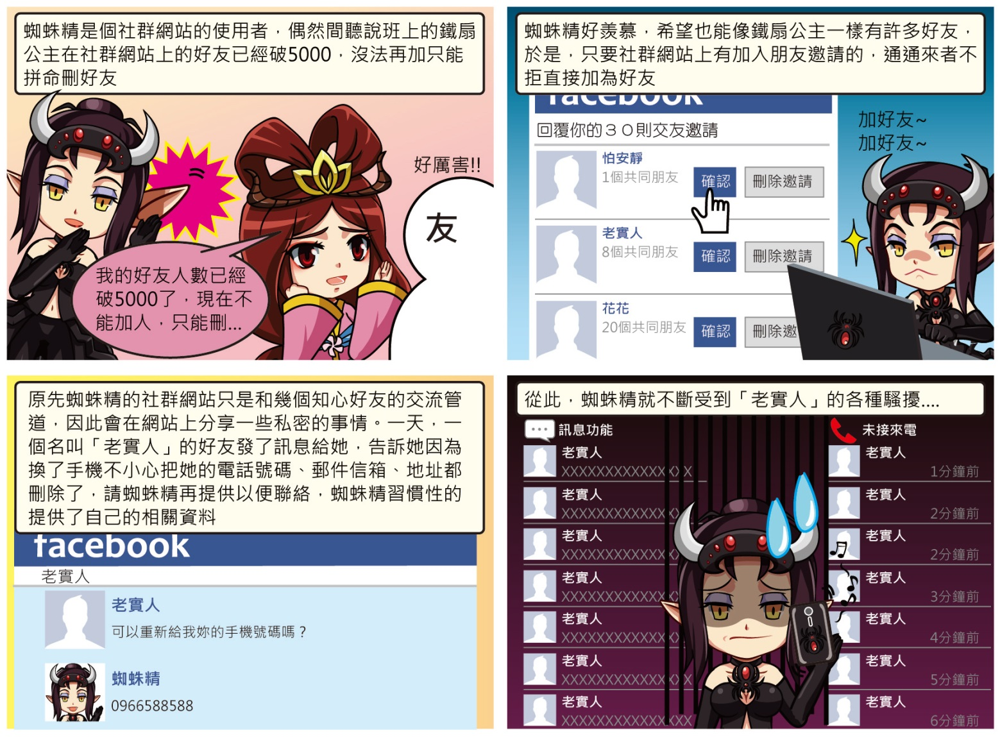 蜘蛛精是個社群網站的使用者，偶然間聽說班上的鐵扇
公主在社群網站上的好友已經破5000，沒法再加只能
拼命刪好友
好厲害!!
友
我的好友人數已經
破5000了，現在不
能加人，只能刪...
蜘蛛精好羨慕，希望也能像鐵扇公主一樣有許多好友，
於是，只要社群網站上有加入朋友邀請的，通通來者不
拒直接加為好友
facebook
回覆你的３０則交友邀請
加好友~
加好友~
怕安靜
1個共同朋友
確認
刪除邀請
老實人
8個共同朋友
確認
刪除邀請
花花
20個共同朋友
確認
刪除邀
原先蜘蛛精的社群網站只是和幾個知心好友的交流管
道，因此會在網站上分享一些私密的事情。一天，一
個名叫「老實人」的好友發了訊息給她，告訴她因為
換了手機不小心把她的電話號碼、郵件信箱、地址都
刪除了，請蜘蛛精再提供以便聯絡，蜘蛛精習慣性的
提供了自己的相關資料
facebook
老實人
老實人
可以重新給我妳的手機號碼嗎？
蜘蛛精
0966588588
從此，蜘蛛精就不斷受到「老實人」的各種騷擾....
訊息功能
老實人
XXXXXXXXXXXXXXX
老實人
XXXXXXXXXXXXXX
老實人
XXXXXXXXXXXXX
老實人
XXXXXXXXXXXXX
老實人
XXXXXXXXXXXXXX
老實人
XXXXXXXXXXXXXXX
老實人
XXXXXXXXXXXXXXX
未接來電
老實人
1分鐘前
老實人
2分鐘前
老實人
2分鐘前
老實人
3分鐘前
老實人
4分鐘前
老實人
5分鐘前
老實人
6分鐘前